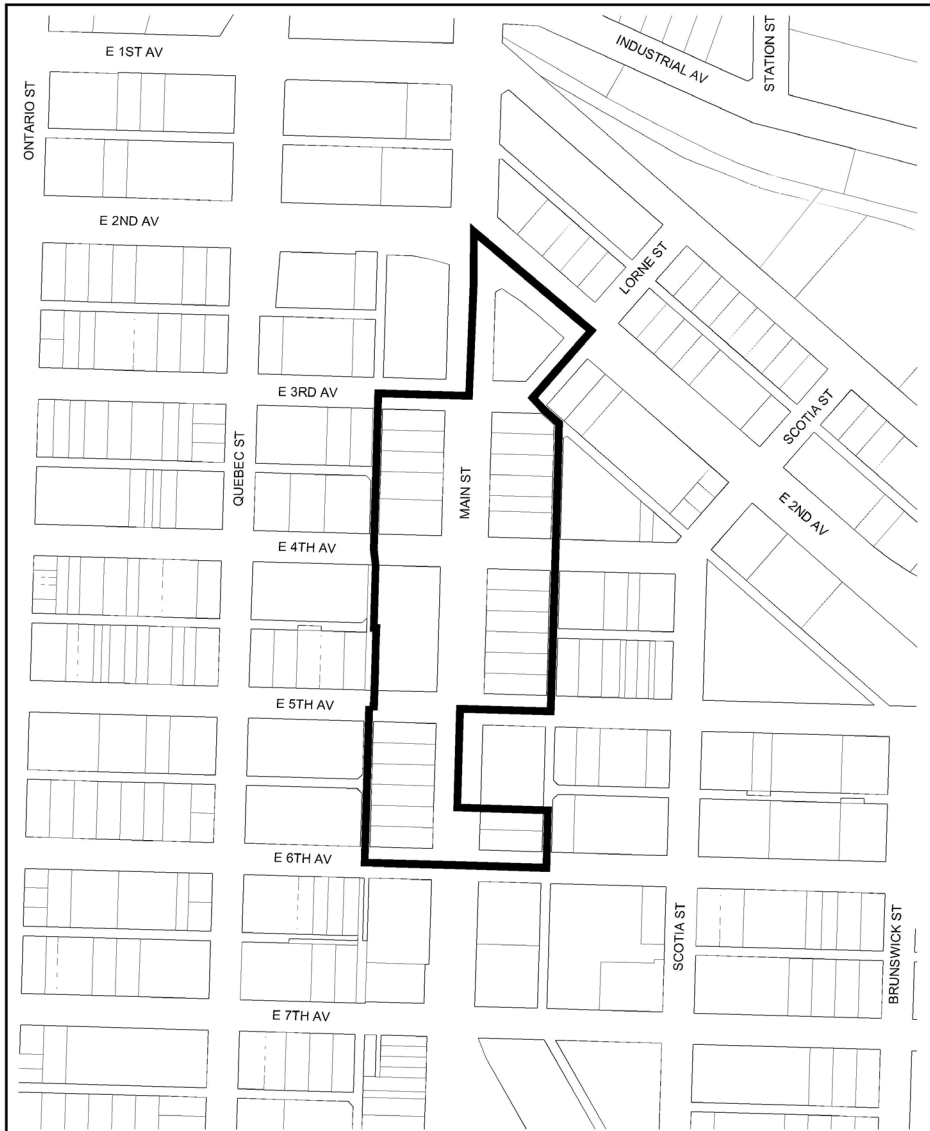 E 1ST AV
INDUSTRIAL AV
STATION ST
ONTARIO ST
E 2ND AV
LORNE ST
E 3RD AV
SCOTIA ST
QUEBEC ST
MAIN ST
E 2ND AV
E 4TH AV
E 5TH AV
E 6TH AV
SCOTIA ST
BRUNSWICK ST
E 7TH AV